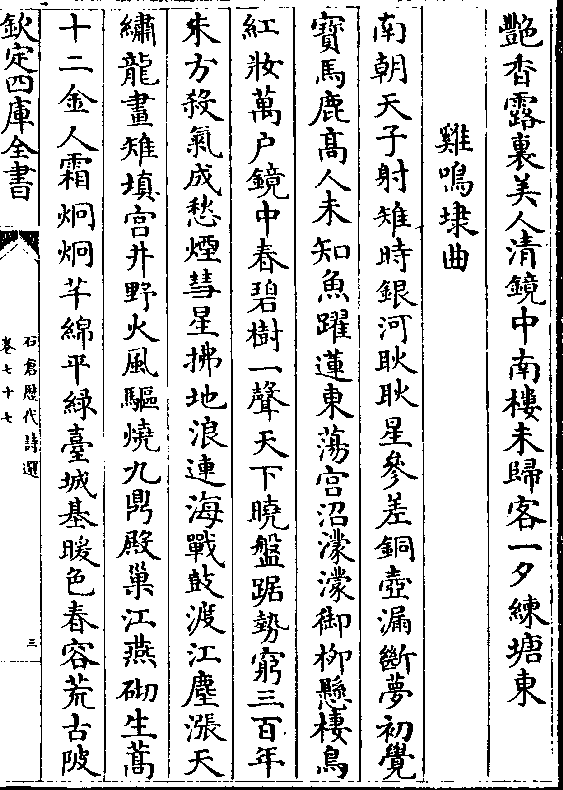 艷香露裏美人清鏡中南樓未歸客一夕練塘東
雞鳴埭曲
南朝天子射雉時銀河耿耿星參差銅壺漏斷夢初覺
寶馬鹿高人未知魚躍蓮東蕩宮沼濛濛御柳懸棲鳥
紅妝萬户鏡中春碧樹一聲天下曉盤踞勢窮三百年
朱方殺氣成愁煙彗星拂地浪連海戰鼓渡江塵漲天
繡龍畫雉填宮井野火風驅燒九鼎殿巢江燕砌生蒿
十二金人霜炯炯芊綿平緑臺城基暖色春容荒古陂
欽定四庫全書
石倉歴代詩選
卷七十七
三